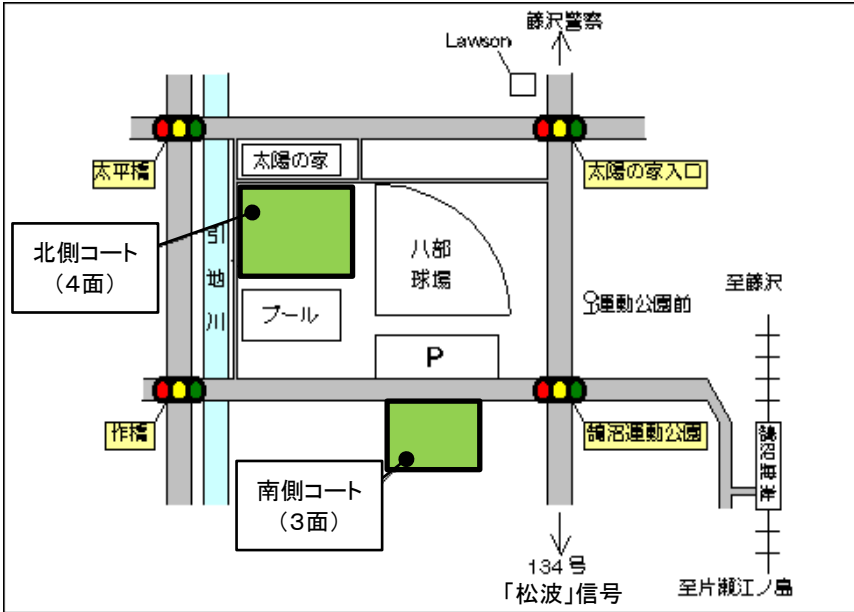 藤沢警察
Lawson
太陽の家
太平橋
太陽の家入口
北側コート
(4面)
引地川
八部
球場
プール
運動公園前
至藤沢
P
作橋
鵠沼運動公園
鵠沼海岸
南側コート
(3面)
134号
「松波」信号
至片瀬江ノ島